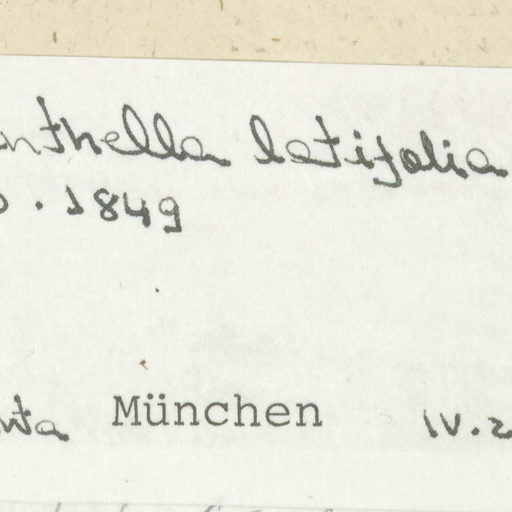 nthella latifolia
. 1849
nta München IV.2